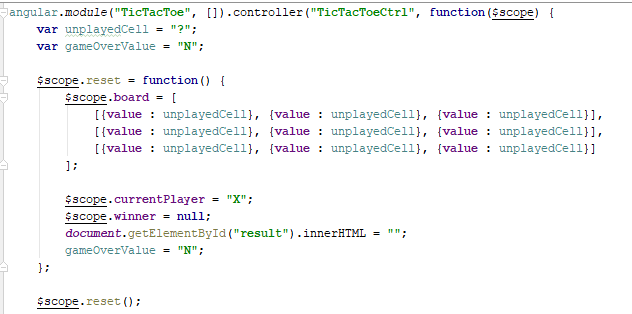 angular.module("TicTacToe", []).controller("TicTacToeCtrl", function($scope) {
    var unplayedCell = "?";
    var gameOverValue = "N";

    $scope.reset = function() {
        $scope.board = [
            [{value : unplayedCell}, {value : unplayedCell}, {value : unplayedCell}],
            [{value : unplayedCell}, {value : unplayedCell}, {value : unplayedCell}],
            [{value : unplayedCell}, {value : unplayedCell}, {value : unplayedCell}]
        ];

        $scope.currentPlayer = "X";
        $scope.winner = null;
        document.getElementById("result").innerHTML = "";
        gameOverValue = "N";
    };

    $scope.reset();